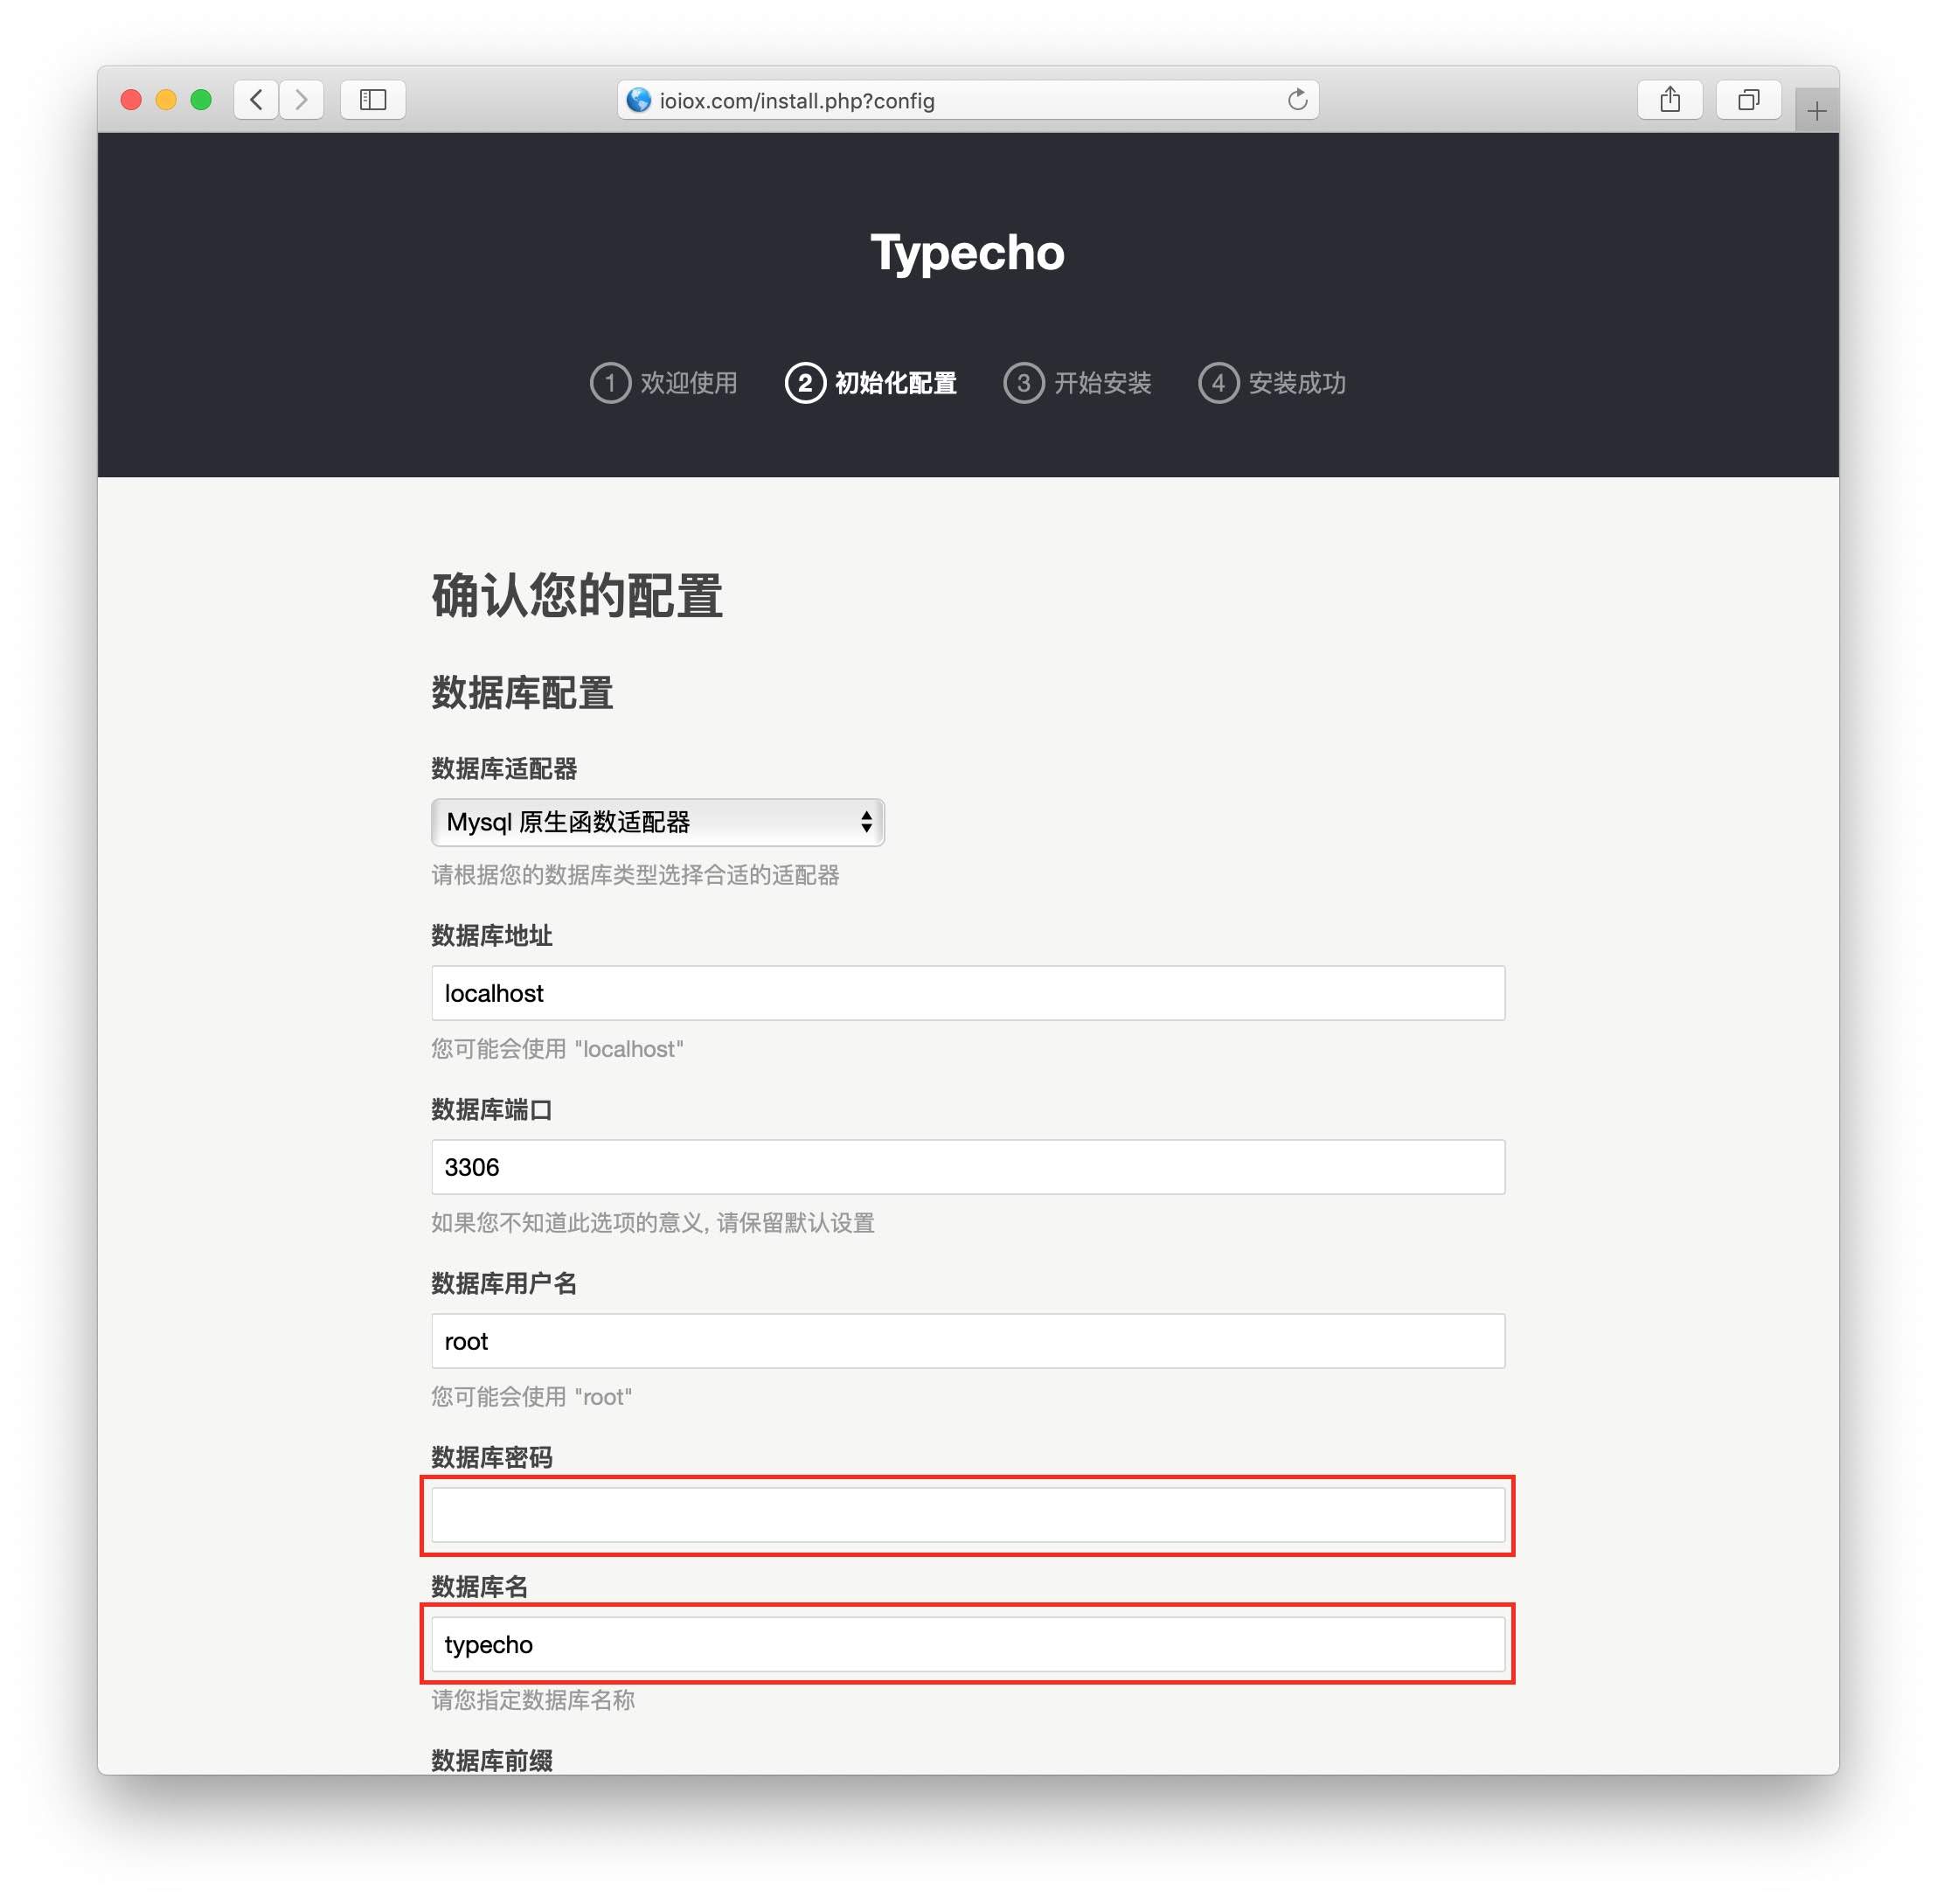 ioiox.com/install.php?config
Typecho
1 欢迎使用 2 初始化配置 3 开始安装 4 安装成功
确认您的配置
数据库配置
数据库适配器
Mysql 原生函数适配器
请根据您的数据库类型选择合适的适配器
数据库地址
localhost
您可能会使用 "localhost"
数据库端口
3306
如果您不知道此选项的意义, 请保留默认设置
数据库用户名
root
您可能会使用 "root"
数据库密码
数据库名
typecho
请您指定数据库名称
数据库前缀